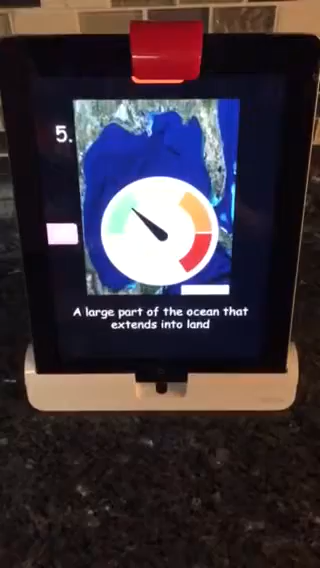 5.
A large part of the ocean that
extends into land